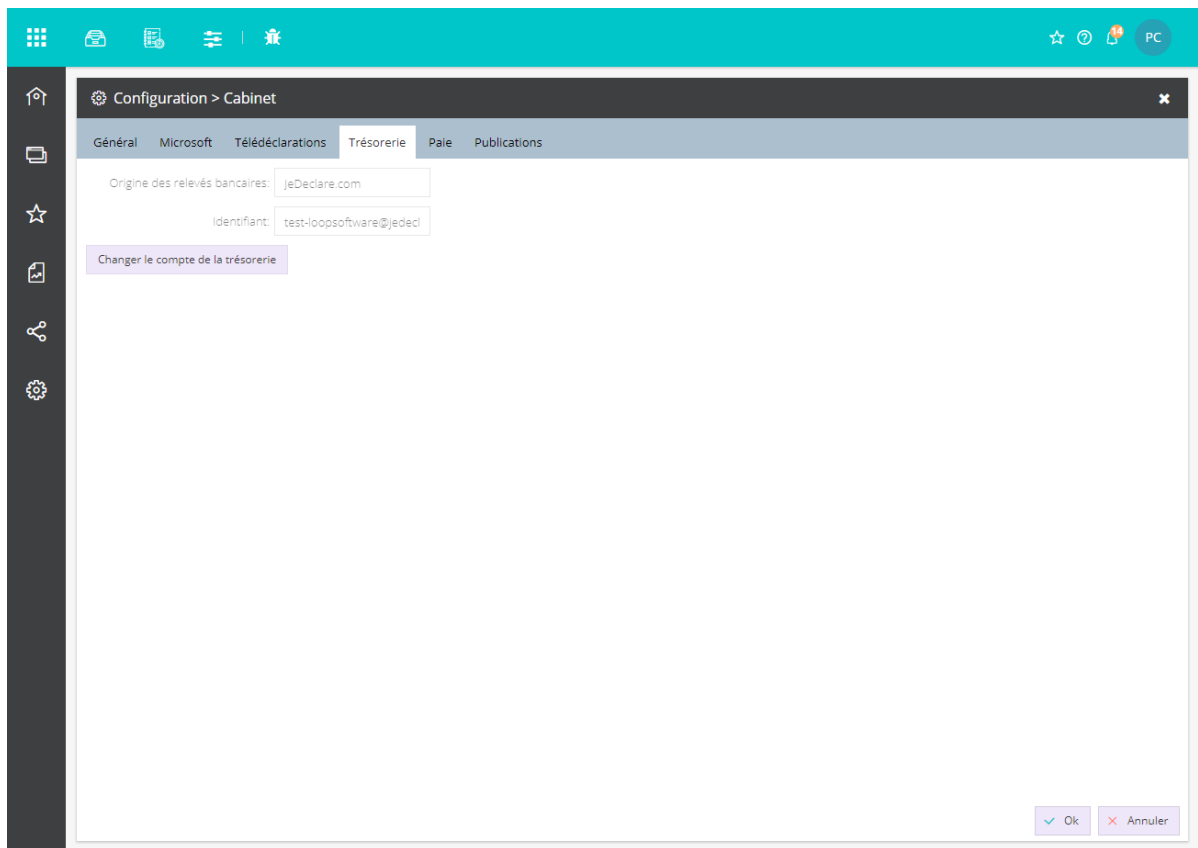 14
PC
Configuration > Cabinet
Général Microsoft Télédéclarations Trésorerie Paie Publications
Origine des relevés bancaires: JeDeclare.com
Identifiant: test-loopsoftware@jedecl
Changer le compte de la trésorerie
Ok Annuler